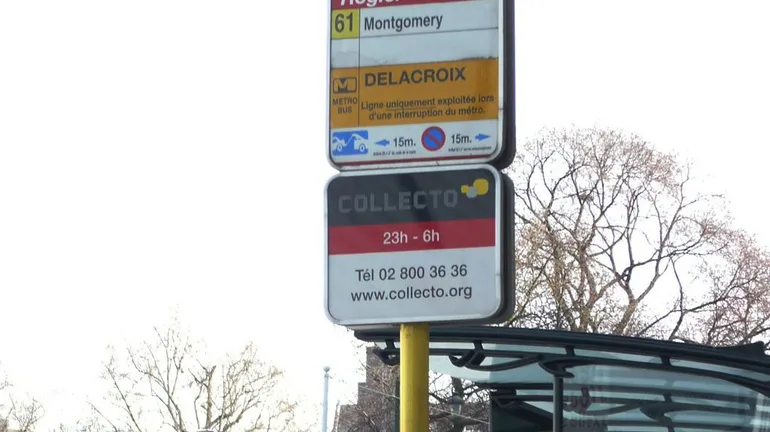 61 Montgomery
DELACROIX
METRO
BUS
Ligne uniquement exploitée lors
d'une interruption du métro.
15m. 15m.
COLLECTO
23h - 6h
Tél 02 800 36 36
www.collecto.org